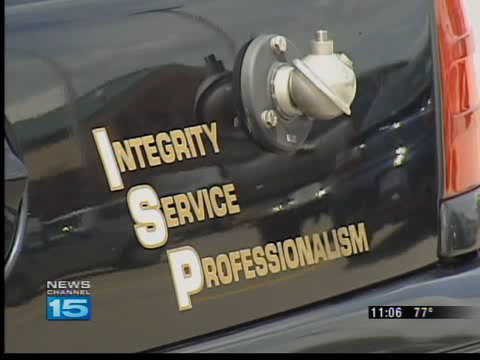 INTEGRITY
SERVICE
PROFESSIONALISM
NEWS
CHANNEL
15
11:06 77°